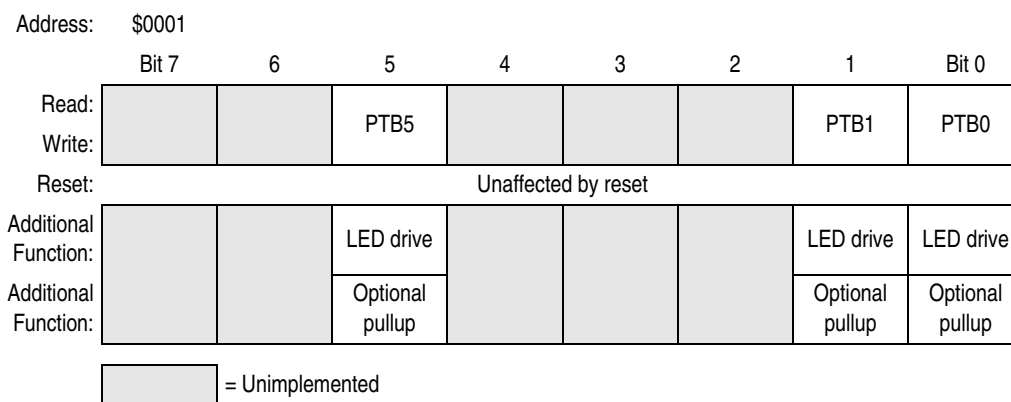 Address: $0001
Bit 7 6 5 4 3 2 1 Bit 0
Read:
Write:
PTB5 PTB1 PTB0
Reset: Unaffected by reset
Additional
Function:
LED drive LED drive LED drive
Additional
Function:
Optional
pullup
Optional
pullup
Optional
pullup
= Unimplemented